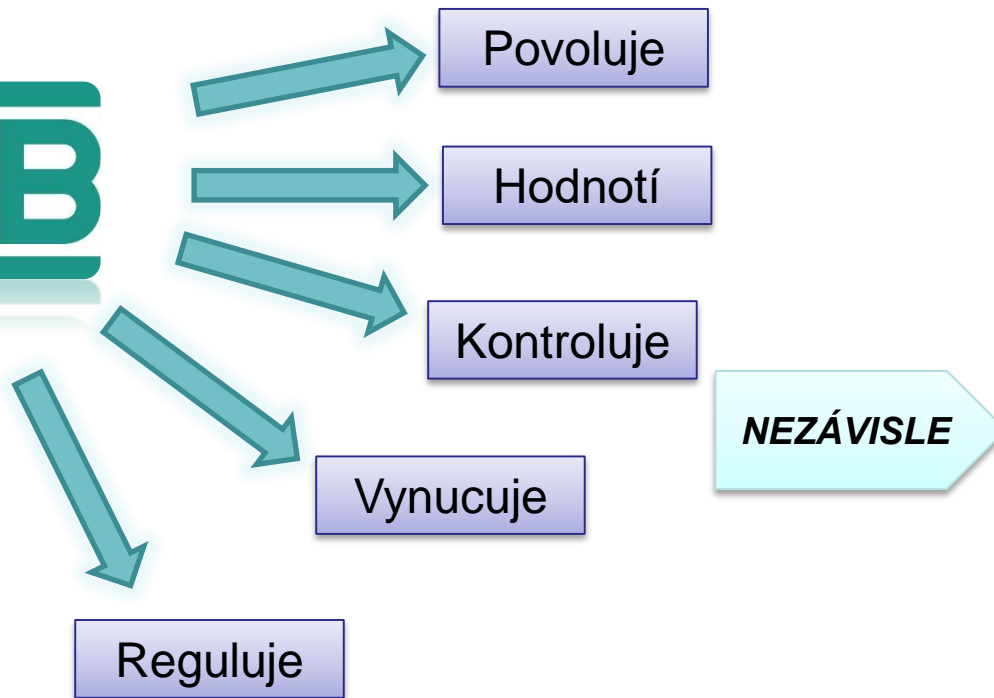 Povoluje
B
Hodnotí
Kontroluje
NEZÁVISLE
Vynucuje
Reguluje